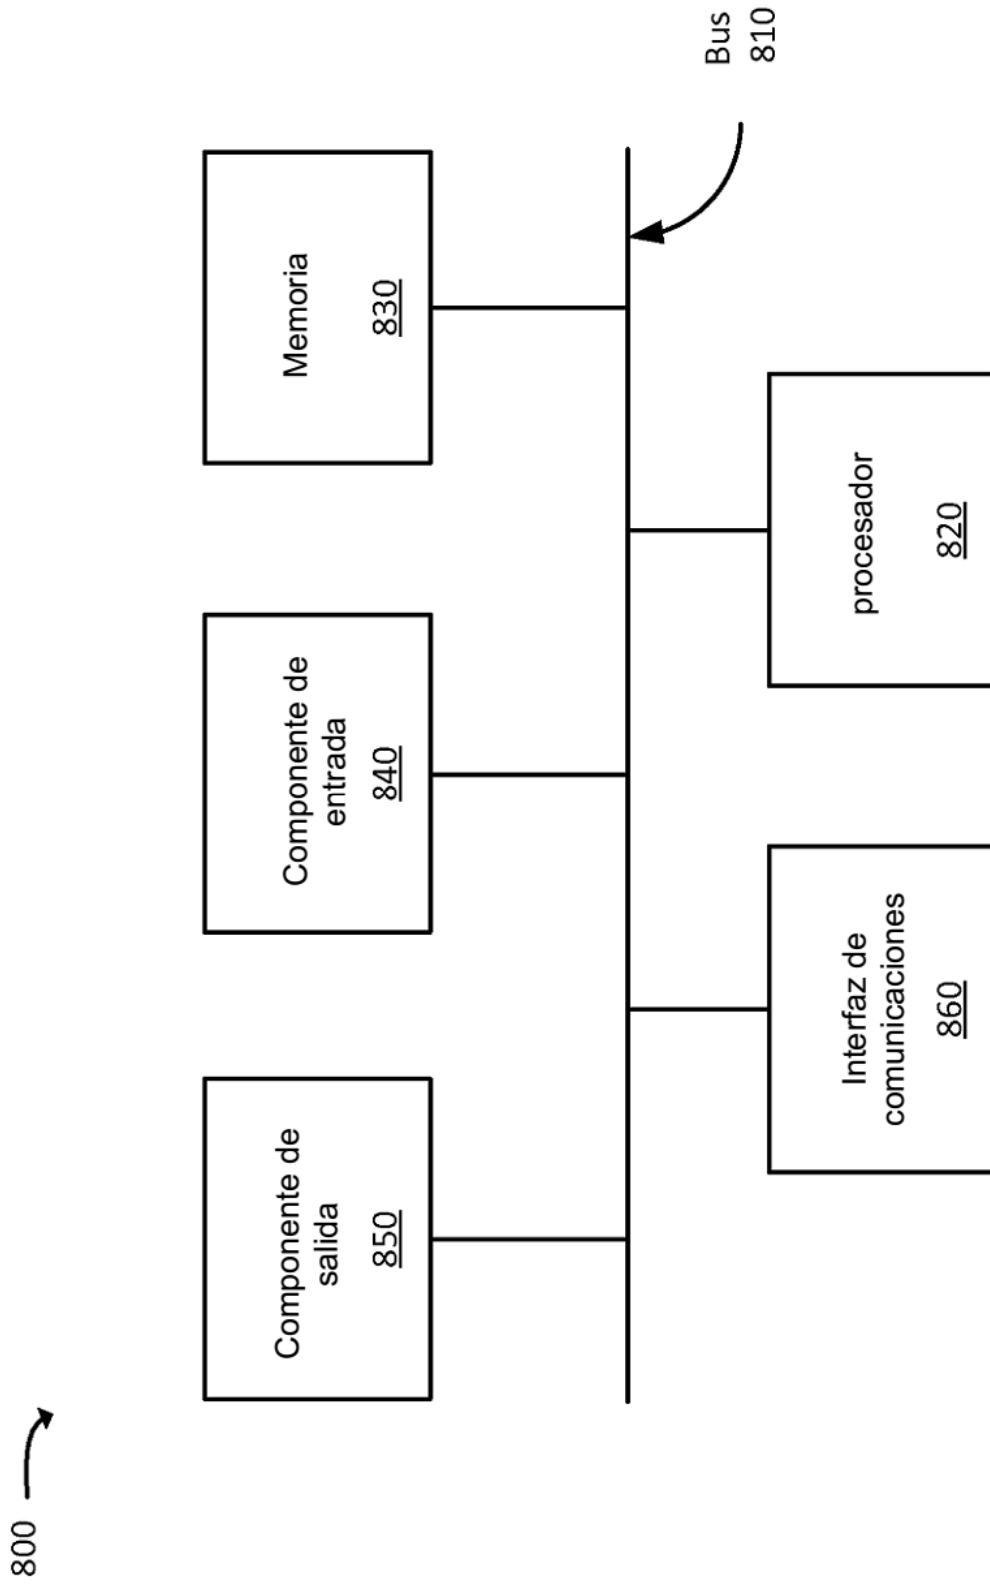 800
Componente de
salida
850
Componente de
entrada
840
Memoria
830
Interfaz de
comunicaciones
860
procesador
820
Bus
810